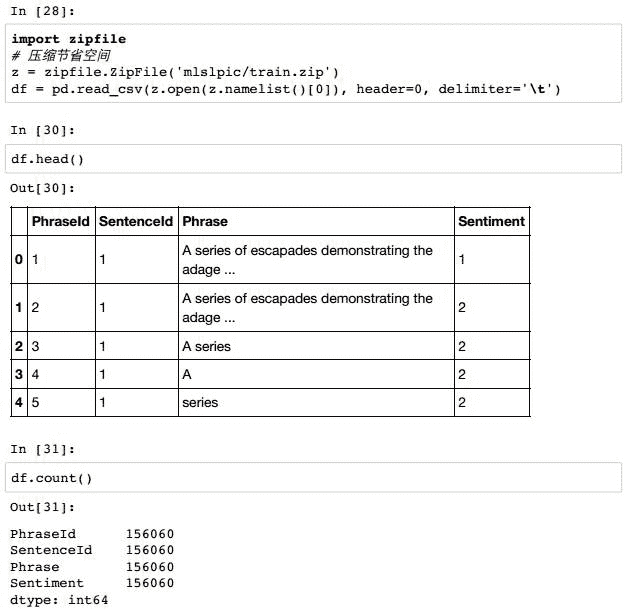 In [28]:
import zipfile
# 压缩节省空间
z = zipfile.ZipFile('mlslpic/train.zip')
df = pd.read_csv(z.open(z.namelist()[0]), header=0, delimiter='\t')
In [30]:
df.head()
Out[30]:
PhraseId SentenceId Phrase Sentiment
0 1 1 A series of escapades demonstrating the adage ... 1
1 2 1 A series of escapades demonstrating the adage ... 2
2 3 1 A series 2
3 4 1 A 2
4 5 1 series 2
In [31]:
df.count()
Out[31]:
PhraseId 156060
SentenceId 156060
Phrase 156060
Sentiment 156060
dtype: int64